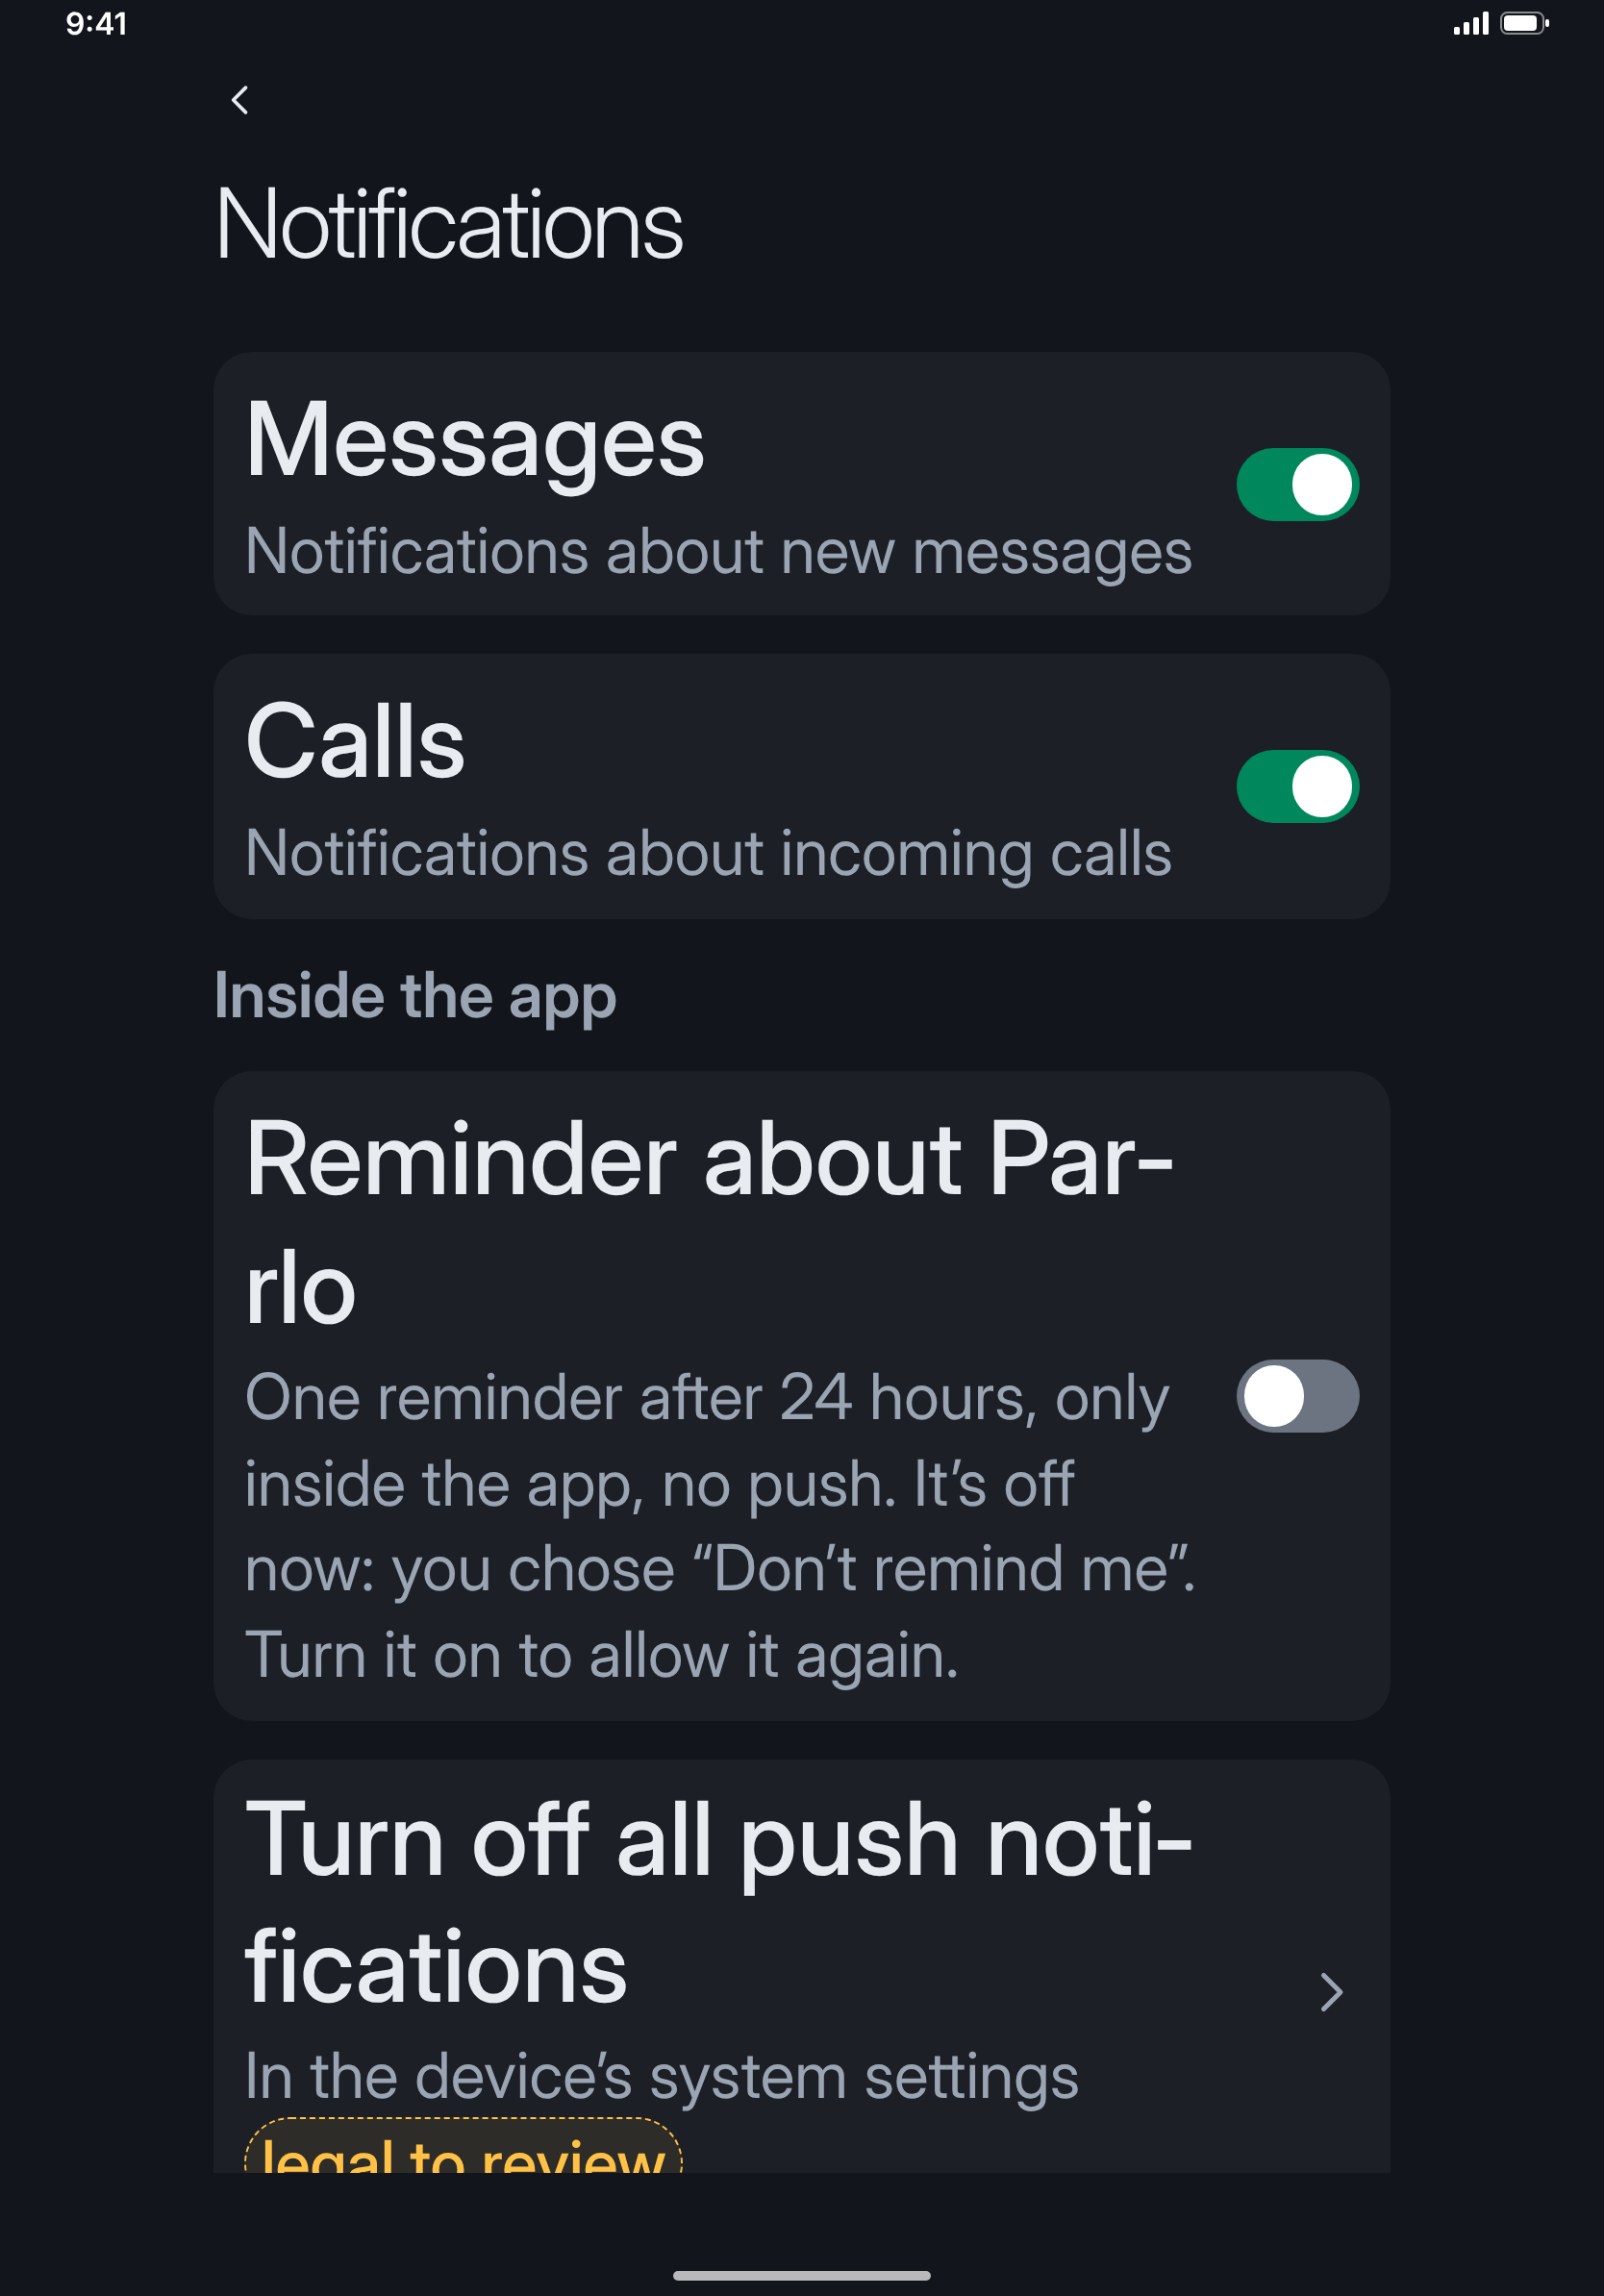 9:41
Notifications
Messages
Notifications about new messages
Calls
Notifications about incoming calls
Inside the app
Reminder about Par-
rlo
One reminder after 24 hours, only
inside the app, no push. It’s off
now: you chose “Don’t remind me”.
Turn it on to allow it again.
Turn off all push noti-
fications
In the device’s system settings
legal to review